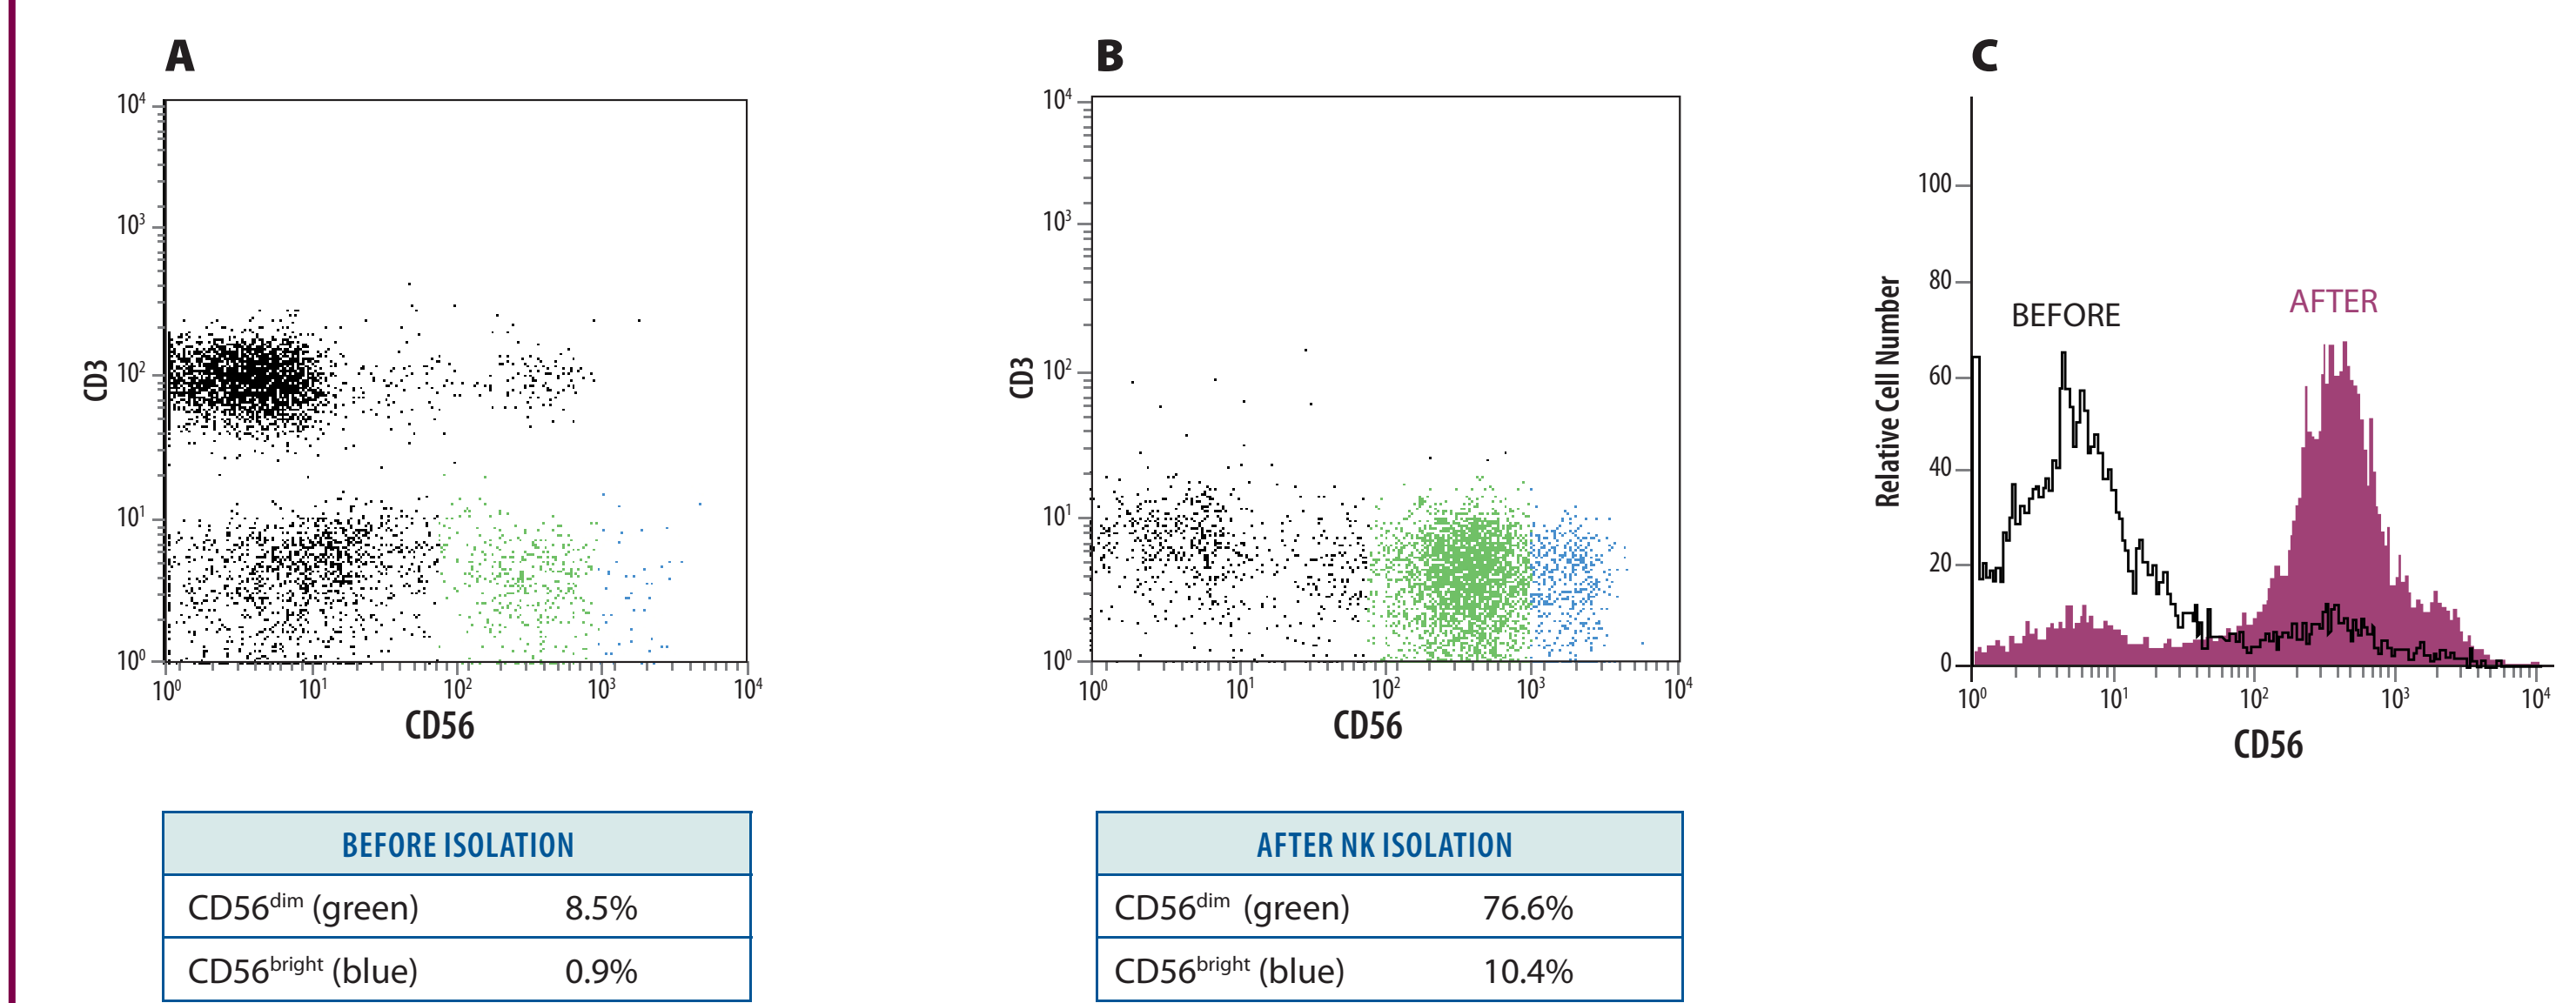 A
10⁴
10³
10²
10¹
10⁰
CD3
10⁰ 10¹ 10² 10³ 10⁴
CD56
BEFORE ISOLATION
CD56ᵈⁱᵐ (green) 8.5%
CD56ᵇʳⁱᵍʰᵗ (blue) 0.9%
B
10⁴
10³
10²
10¹
10⁰
CD3
10⁰ 10¹ 10² 10³ 10⁴
CD56
AFTER NK ISOLATION
CD56ᵈⁱᵐ (green) 76.6%
CD56ᵇʳⁱᵍʰᵗ (blue) 10.4%
C
100
80
60
40
20
0
Relative Cell Number
BEFORE
AFTER
10⁰ 10¹ 10² 10³ 10⁴
CD56